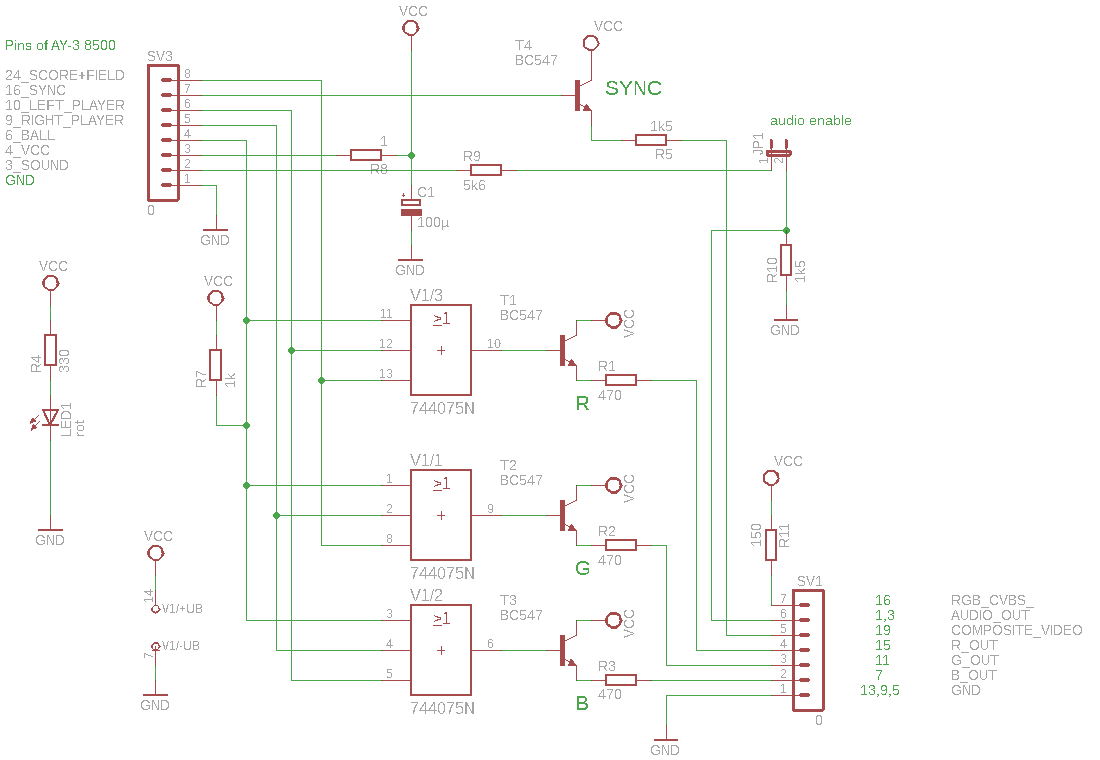 Pins of AY-3 8500
SV3
24_SCORE+FIELD
16_SYNC
10_LEFT_PLAYER
9_RIGHT_PLAYER
6_BALL
4_VCC
3_SOUND
GND
8
7
6
5
4
3
2
1
0
GND
VCC
1
R8
C1
100µ
GND
R9
5k6
T4
BC547
VCC
SYNC
1k5
R5
audio enable
JP1
1
2
R10
1k5
GND
VCC
R4
330
LED1
rot
GND
VCC
R7
1k
VCC
14
V1/+UB
V1/-UB
7
GND
V1/3
≥1
+
11
12
13
10
744075N
T1
BC547
VCC
R1
470
R
V1/1
≥1
+
1
2
8
9
744075N
T2
BC547
VCC
R2
470
G
V1/2
≥1
+
3
4
5
6
744075N
T3
BC547
VCC
R3
470
B
GND
VCC
150
R11
SV1
7
6
5
4
3
2
1
0
16 RGB_CVBS_
1,3 AUDIO_OUT
19 COMPOSITE_VIDEO
15 R_OUT
11 G_OUT
7 B_OUT
13,9,5 GND